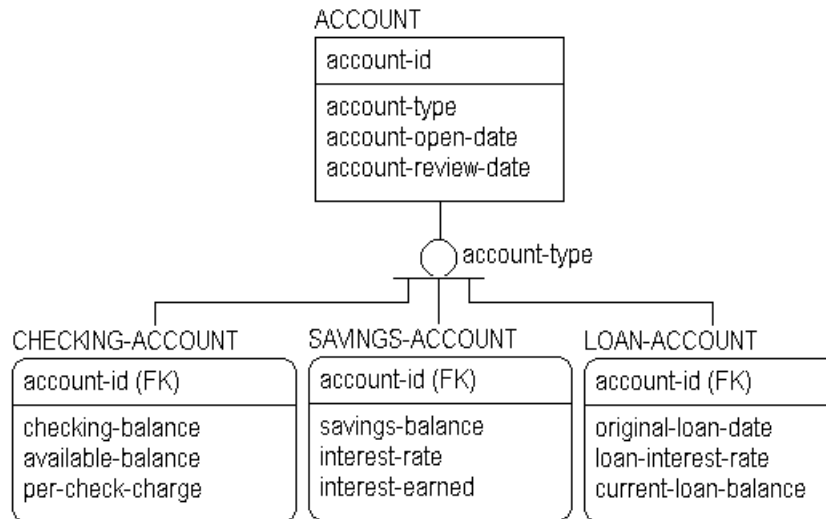 ACCOUNT
account-id
account-type
account-open-date
account-review-date
account-type
CHECKING-ACCOUNT
account-id (FK)
checking-balance
available-balance
per-check-charge
SAVINGS-ACCOUNT
account-id (FK)
savings-balance
interest-rate
interest-earned
LOAN-ACCOUNT
account-id (FK)
original-loan-date
loan-interest-rate
current-loan-balance